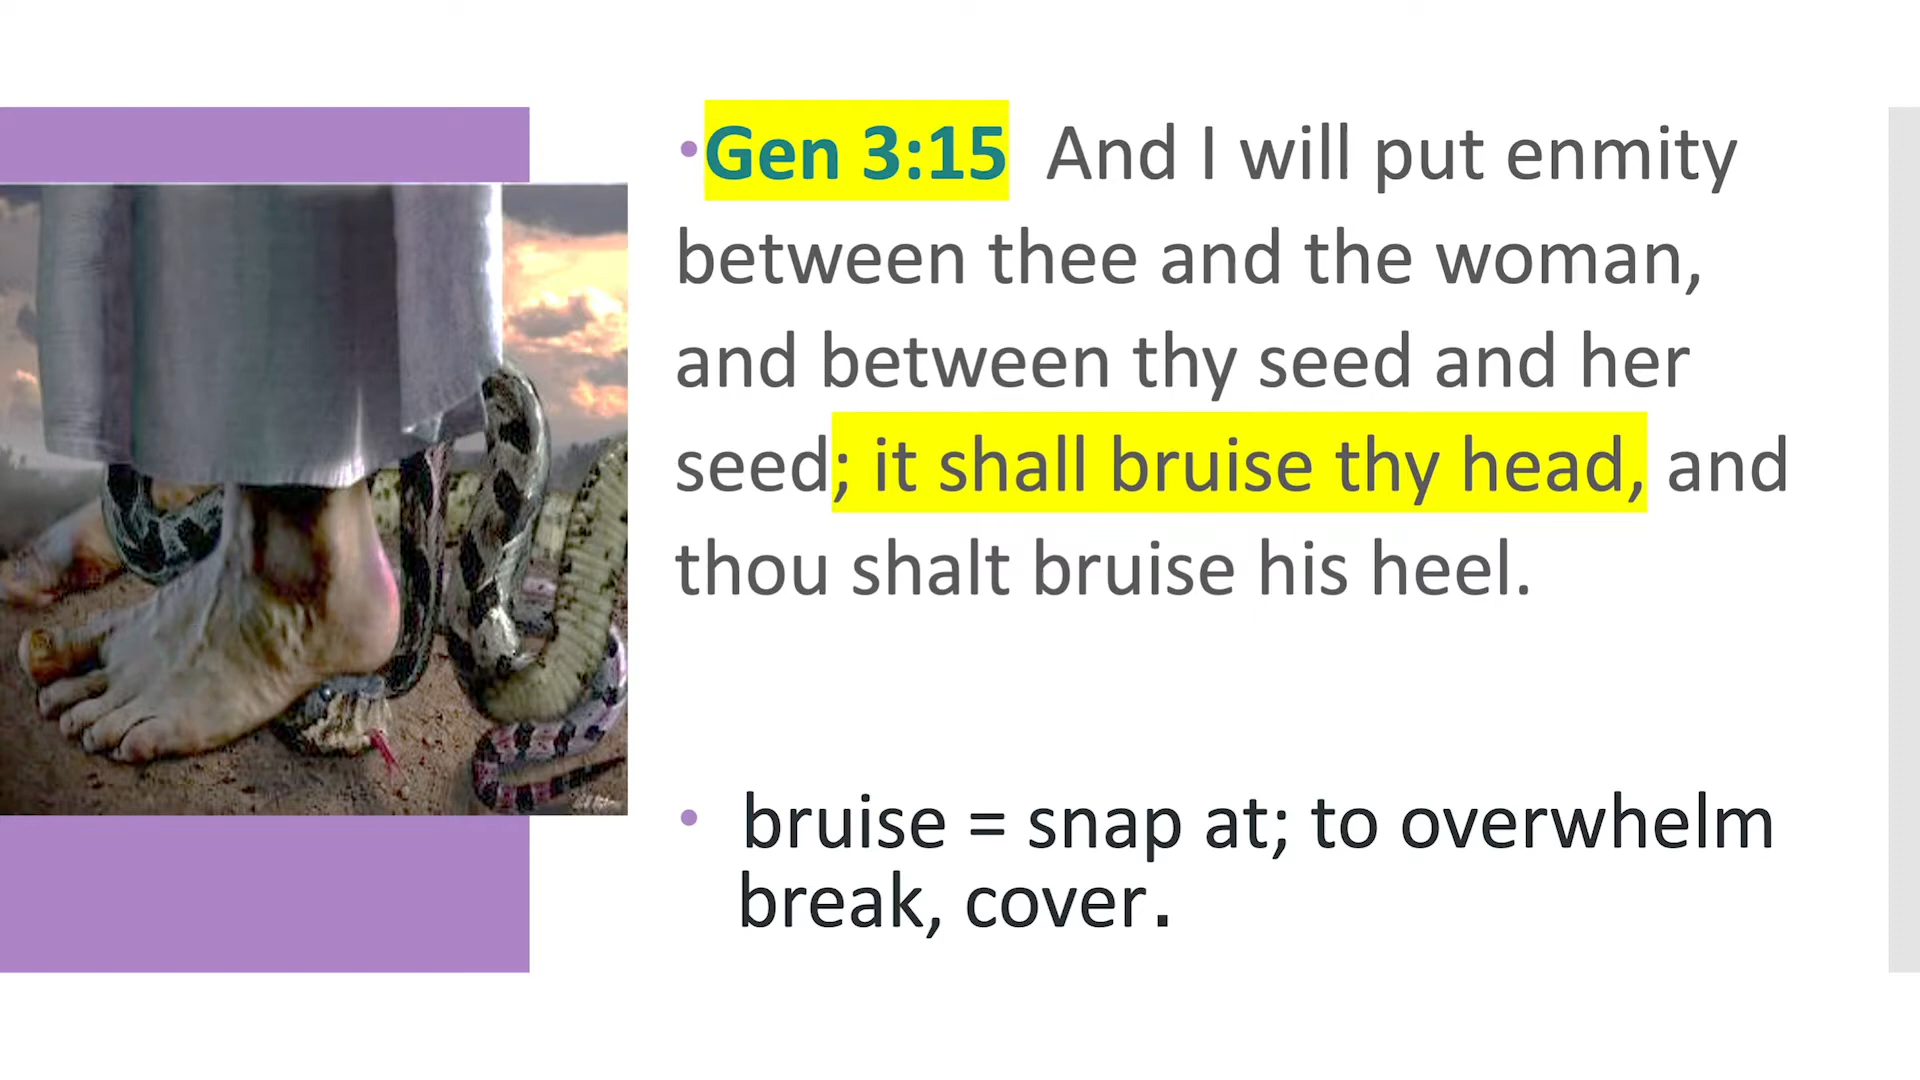 •Gen 3:15 And I will put enmity
between thee and the woman,
and between thy seed and her
seed; it shall bruise thy head, and
thou shalt bruise his heel.
• bruise = snap at; to overwhelm
break, cover.